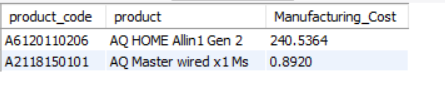 product_code product Manufacturing_Cost
A6120110206 AQ HOME Allin1 Gen 2 240.5364
A2118150101 AQ Master wired x1 Ms 0.8920